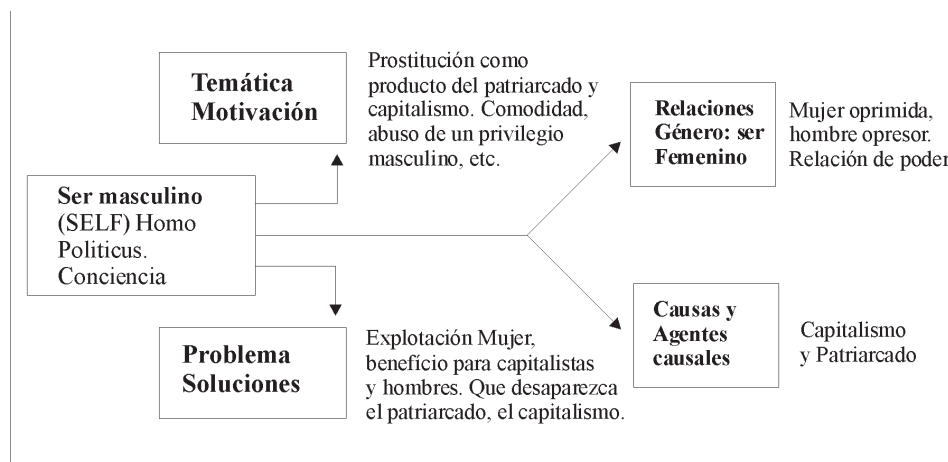 Temática
Motivación
Prostitución como
producto del patriarcado y
capitalismo. Comodidad,
abuso de un privilegio
masculino, etc.
Relaciones
Género: ser
Femenino
Mujer oprimida,
hombre opresor.
Relación de poder
Ser masculino
(SELF) Homo
Politicus.
Conciencia
Problema
Soluciones
Explotación Mujer,
benefício para capitalistas
y hombres. Que desaparezca
el patriarcado, el capitalismo.
Causas y
Agentes
causales
Capitalismo
y Patriarcado